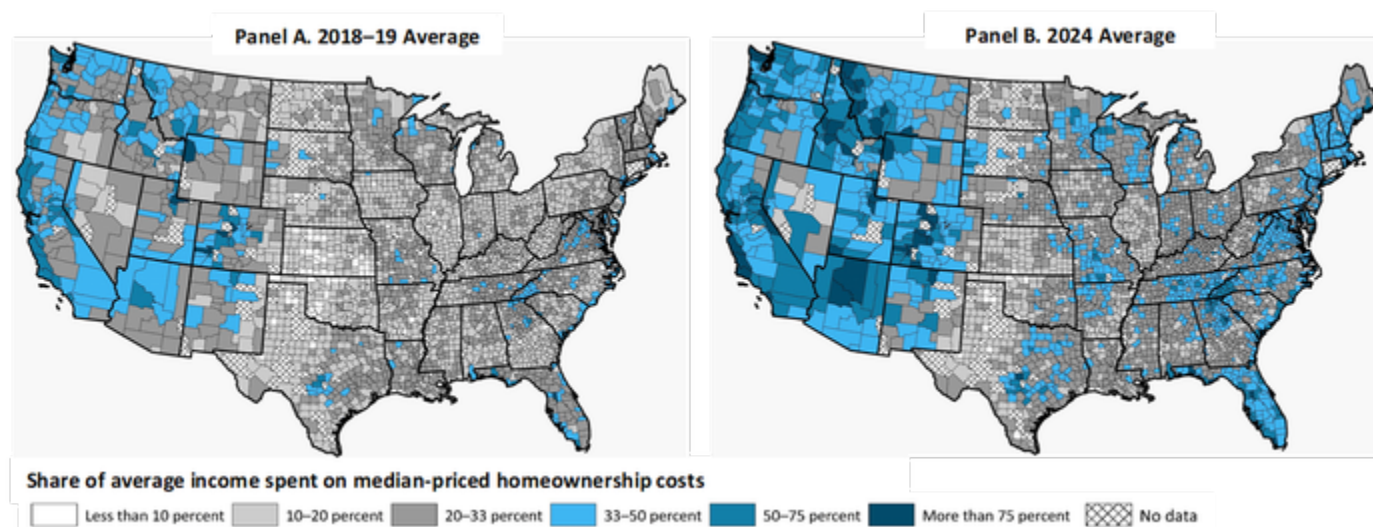 Panel A. 2018–19 Average
Panel B. 2024 Average
Share of average income spent on median-priced homeownership costs
Less than 10 percent
10–20 percent
20–33 percent
33–50 percent
50–75 percent
More than 75 percent
No data